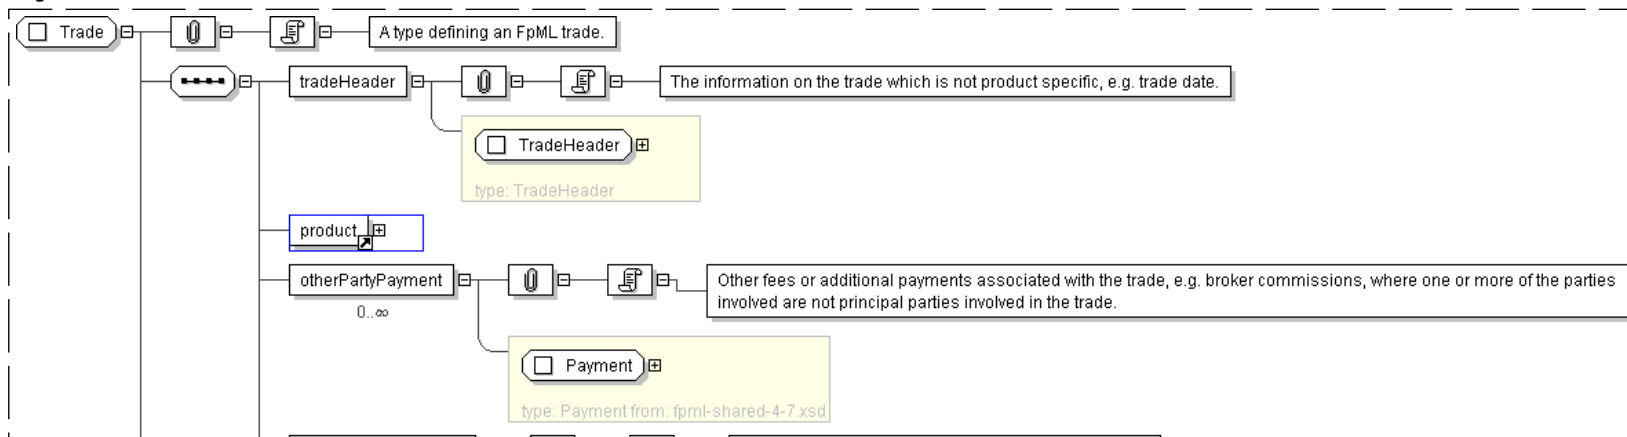 Trade
A type defining an FpML trade.
tradeHeader
The information on the trade which is not product specific, e.g. trade date.
TradeHeader
type: TradeHeader
product
otherPartyPayment
0..∞
Other fees or additional payments associated with the trade, e.g. broker commissions, where one or more of the parties
involved are not principal parties involved in the trade.
Payment
type: Payment from: fpml-shared-4-7.xsd